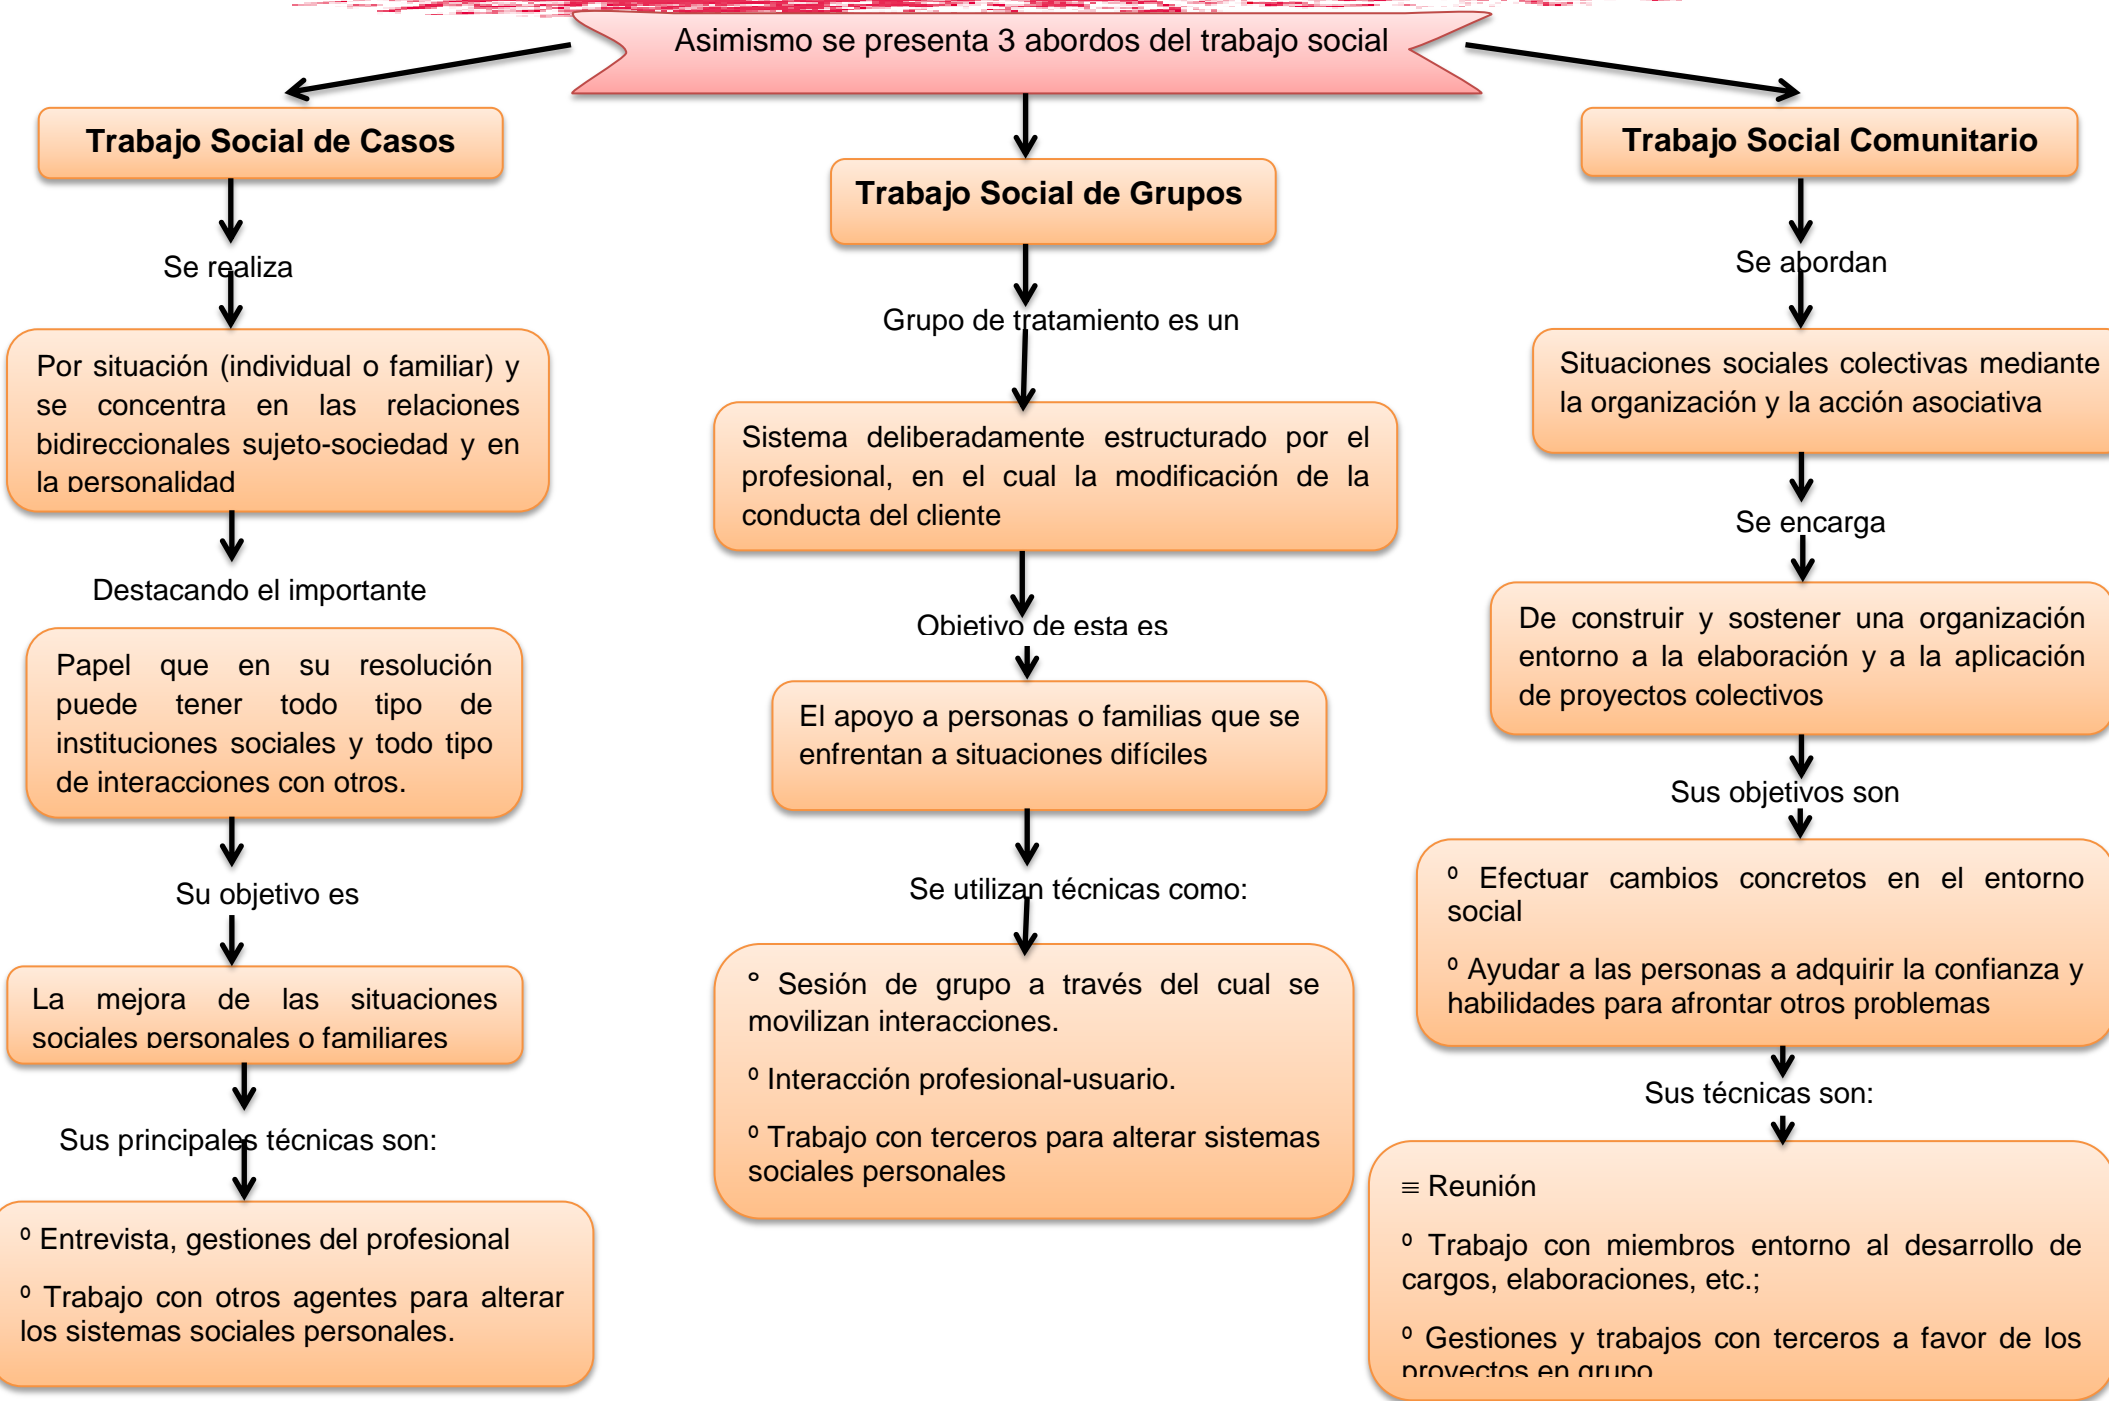 Asimismo se presenta 3 abordos del trabajo social
Trabajo Social de Casos
Se realiza
Por situación (individual o familiar) y
se concentra en las relaciones
bidireccionales sujeto-sociedad y en
la personalidad
Destacando el importante
Papel que en su resolución
puede tener todo tipo de
instituciones sociales y todo tipo
de interacciones con otros.
Su objetivo es
La mejora de las situaciones
sociales personales o familiares
Sus principales técnicas son:
º Entrevista, gestiones del profesional
º Trabajo con otros agentes para alterar
los sistemas sociales personales.
Trabajo Social de Grupos
Grupo de tratamiento es un
Sistema deliberadamente estructurado por el
profesional, en el cual la modificación de la
conducta del cliente
Objetivo de esta es
El apoyo a personas o familias que se
enfrentan a situaciones difíciles
Se utilizan técnicas como:
° Sesión de grupo a través del cual se
movilizan interacciones.
º Interacción profesional-usuario.
º Trabajo con terceros para alterar sistemas
sociales personales
Trabajo Social Comunitario
Se abordan
Situaciones sociales colectivas mediante
la organización y la acción asociativa
Se encarga
De construir y sostener una organización
entorno a la elaboración y a la aplicación
de proyectos colectivos
Sus objetivos son
º Efectuar cambios concretos en el entorno
social
º Ayudar a las personas a adquirir la confianza y
habilidades para afrontar otros problemas
Sus técnicas son:
≡ Reunión
º Trabajo con miembros entorno al desarrollo de
cargos, elaboraciones, etc.;
º Gestiones y trabajos con terceros a favor de los
proyectos en grupo